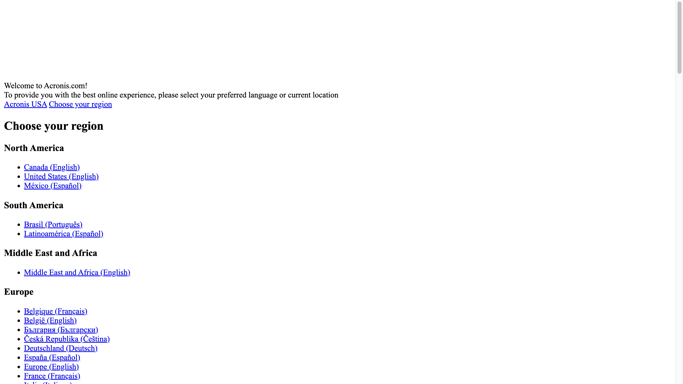 Welcome to Acronis.com!
To provide you with the best online experience, please select your preferred language or current location
Acronis USA Choose your region
Choose your region
North America
Canada (English)
United States (English)
México (Español)
South America
Brasil (Português)
Latinoamérica (Español)
Middle East and Africa
Middle East and Africa (English)
Europe
Belgique (Français)
België (English)
България (Български)
Česká Republika (Čeština)
Deutschland (Deutsch)
España (Español)
Europe (English)
France (Français)